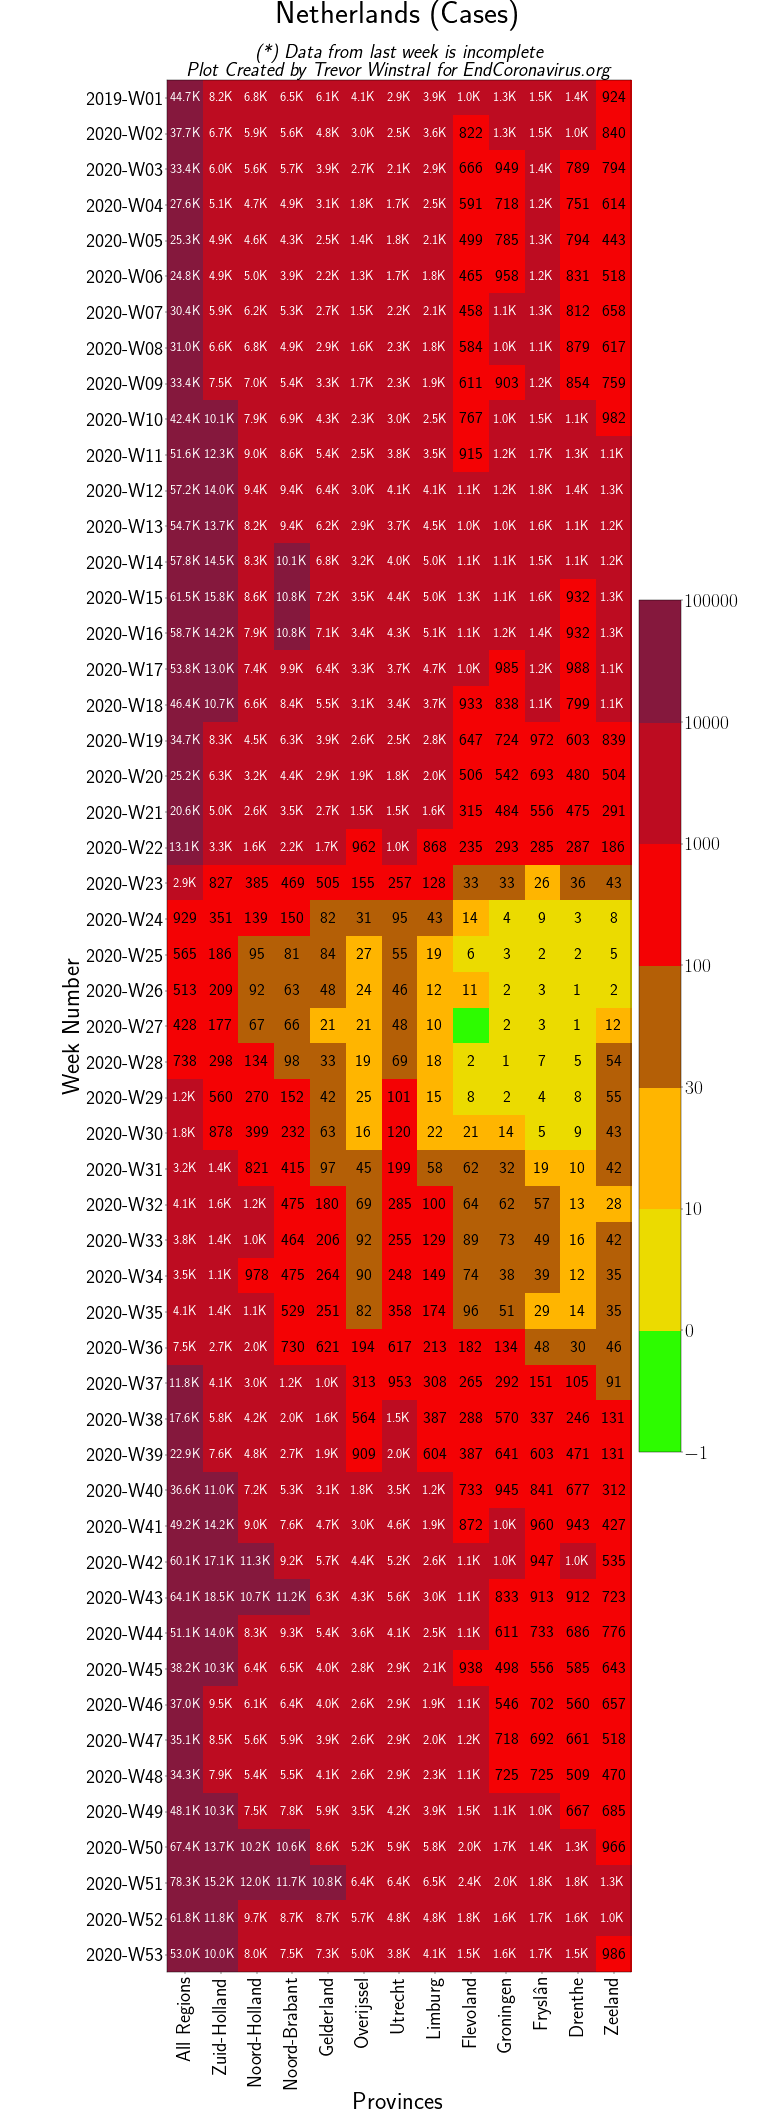 Netherlands (Cases)
(*) Data from last week is incomplete
Plot Created by Trevor Winstral for EndCoronavirus.org
2019-W01 44.7K 8.2K 6.8K 6.5K 6.1K 4.1K 2.9K 3.9K 1.0K 1.3K 1.5K 1.4K 924
2020-W02 37.7K 6.7K 5.9K 5.6K 4.8K 3.0K 2.5K 3.6K 822 1.3K 1.5K 1.0K 840
2020-W03 33.4K 6.0K 5.6K 5.7K 3.9K 2.7K 2.1K 2.9K 666 949 1.4K 789 794
2020-W04 27.6K 5.1K 4.7K 4.9K 3.1K 1.8K 1.7K 2.5K 591 718 1.2K 751 614
2020-W05 25.3K 4.9K 4.6K 4.3K 2.5K 1.4K 1.8K 2.1K 499 785 1.3K 794 443
2020-W06 24.8K 4.9K 5.0K 3.9K 2.2K 1.3K 1.7K 1.8K 465 958 1.2K 831 518
2020-W07 30.4K 5.9K 6.2K 5.3K 2.7K 1.5K 2.2K 2.1K 458 1.1K 1.3K 812 658
2020-W08 31.0K 6.6K 6.8K 4.9K 2.9K 1.6K 2.3K 1.8K 584 1.0K 1.1K 879 617
2020-W09 33.4K 7.5K 7.0K 5.4K 3.3K 1.7K 2.3K 1.9K 611 903 1.2K 854 759
2020-W10 42.4K 10.1K 7.9K 6.9K 4.3K 2.3K 3.0K 2.5K 767 1.0K 1.5K 1.1K 982
2020-W11 51.6K 12.3K 9.0K 8.6K 5.4K 2.5K 3.8K 3.5K 915 1.2K 1.7K 1.3K 1.1K
2020-W12 57.2K 14.0K 9.4K 9.4K 6.4K 3.0K 4.1K 4.1K 1.1K 1.2K 1.8K 1.4K 1.3K
2020-W13 54.7K 13.7K 8.2K 9.4K 6.2K 2.9K 3.7K 4.5K 1.0K 1.0K 1.6K 1.1K 1.2K
2020-W14 57.8K 14.5K 8.3K 10.1K 6.8K 3.2K 4.0K 5.0K 1.1K 1.1K 1.5K 1.1K 1.2K
2020-W15 61.5K 15.8K 8.6K 10.8K 7.2K 3.5K 4.4K 5.0K 1.3K 1.1K 1.6K 932 1.3K
2020-W16 58.7K 14.2K 7.9K 10.8K 7.1K 3.4K 4.3K 5.1K 1.1K 1.2K 1.4K 932 1.3K
2020-W17 53.8K 13.0K 7.4K 9.9K 6.4K 3.3K 3.7K 4.7K 1.0K 985 1.2K 988 1.1K
2020-W18 46.4K 10.7K 6.6K 8.4K 5.5K 3.1K 3.4K 3.7K 933 838 1.1K 799 1.1K
2020-W19 34.7K 8.3K 4.5K 6.3K 3.9K 2.6K 2.5K 2.8K 647 724 972 603 839
2020-W20 25.2K 6.3K 3.2K 4.4K 2.9K 1.9K 1.8K 2.0K 506 542 693 480 504
2020-W21 20.6K 5.0K 2.6K 3.5K 2.7K 1.5K 1.5K 1.6K 315 484 556 475 291
2020-W22 13.1K 3.3K 1.6K 2.2K 1.7K 962 1.0K 868 235 293 285 287 186
2020-W23 2.9K 827 385 469 505 155 257 128 33 33 26 36 43
2020-W24 929 351 139 150 82 31 95 43 14 4 9 3 8
2020-W25 565 186 95 81 84 27 55 19 6 3 2 2 5
2020-W26 513 209 92 63 48 24 46 12 11 2 3 1 2
2020-W27 428 177 67 66 21 21 48 10 2 3 1 12
2020-W28 738 298 134 98 33 19 69 18 2 1 7 5 54
2020-W29 1.2K 560 270 152 42 25 101 15 8 2 4 8 55
2020-W30 1.8K 878 399 232 63 16 120 22 21 14 5 9 43
2020-W31 3.2K 1.4K 821 415 97 45 199 58 62 32 19 10 42
2020-W32 4.1K 1.6K 1.2K 475 180 69 285 100 64 62 57 13 28
2020-W33 3.8K 1.4K 1.0K 464 206 92 255 129 89 73 49 16 42
2020-W34 3.5K 1.1K 978 475 264 90 248 149 74 38 39 12 35
2020-W35 4.1K 1.4K 1.1K 529 251 82 358 174 96 51 29 14 35
2020-W36 7.5K 2.7K 2.0K 730 621 194 617 213 182 134 48 30 46
2020-W37 11.8K 4.1K 3.0K 1.2K 1.0K 313 953 308 265 292 151 105 91
2020-W38 17.6K 5.8K 4.2K 2.0K 1.6K 564 1.5K 387 288 570 337 246 131
2020-W39 22.9K 7.6K 4.8K 2.7K 1.9K 909 2.0K 604 387 641 603 471 131
2020-W40 36.6K 11.0K 7.2K 5.3K 3.1K 1.8K 3.5K 1.2K 733 945 841 677 312
2020-W41 49.2K 14.2K 9.0K 7.6K 4.7K 3.0K 4.6K 1.9K 872 1.0K 960 943 427
2020-W42 60.1K 17.1K 11.3K 9.2K 5.7K 4.4K 5.2K 2.6K 1.1K 1.0K 947 1.0K 535
2020-W43 64.1K 18.5K 10.7K 11.2K 6.3K 4.3K 5.6K 3.0K 1.1K 833 913 912 723
2020-W44 51.1K 14.0K 8.3K 9.3K 5.4K 3.6K 4.1K 2.5K 1.1K 611 733 686 776
2020-W45 38.2K 10.3K 6.4K 6.5K 4.0K 2.8K 2.9K 2.1K 938 498 556 585 643
2020-W46 37.0K 9.5K 6.1K 6.4K 4.0K 2.6K 2.9K 1.9K 1.1K 546 702 560 657
2020-W47 35.1K 8.5K 5.6K 5.9K 3.9K 2.6K 2.9K 2.0K 1.2K 718 692 661 518
2020-W48 34.3K 7.9K 5.4K 5.5K 4.1K 2.6K 2.9K 2.3K 1.1K 725 725 509 470
2020-W49 48.1K 10.3K 7.5K 7.8K 5.9K 3.5K 4.2K 3.9K 1.5K 1.1K 1.0K 667 685
2020-W50 67.4K 13.7K 10.2K 10.6K 8.6K 5.2K 5.9K 5.8K 2.0K 1.7K 1.4K 1.3K 966
2020-W51 78.3K 15.2K 12.0K 11.7K 10.8K 6.4K 6.4K 6.5K 2.4K 2.0K 1.8K 1.8K 1.3K
2020-W52 61.8K 11.8K 9.7K 8.7K 8.7K 5.7K 4.8K 4.8K 1.8K 1.6K 1.7K 1.6K 1.0K
2020-W53 53.0K 10.0K 8.0K 7.5K 7.3K 5.0K 3.8K 4.1K 1.5K 1.6K 1.7K 1.5K 986
All Regions
Zuid-Holland
Noord-Holland
Noord-Brabant
Gelderland
Overijssel
Utrecht
Limburg
Flevoland
Groningen
Fryslân
Drenthe
Zeeland
Provinces
Week Number
100000
10000
1000
100
30
10
0
−1